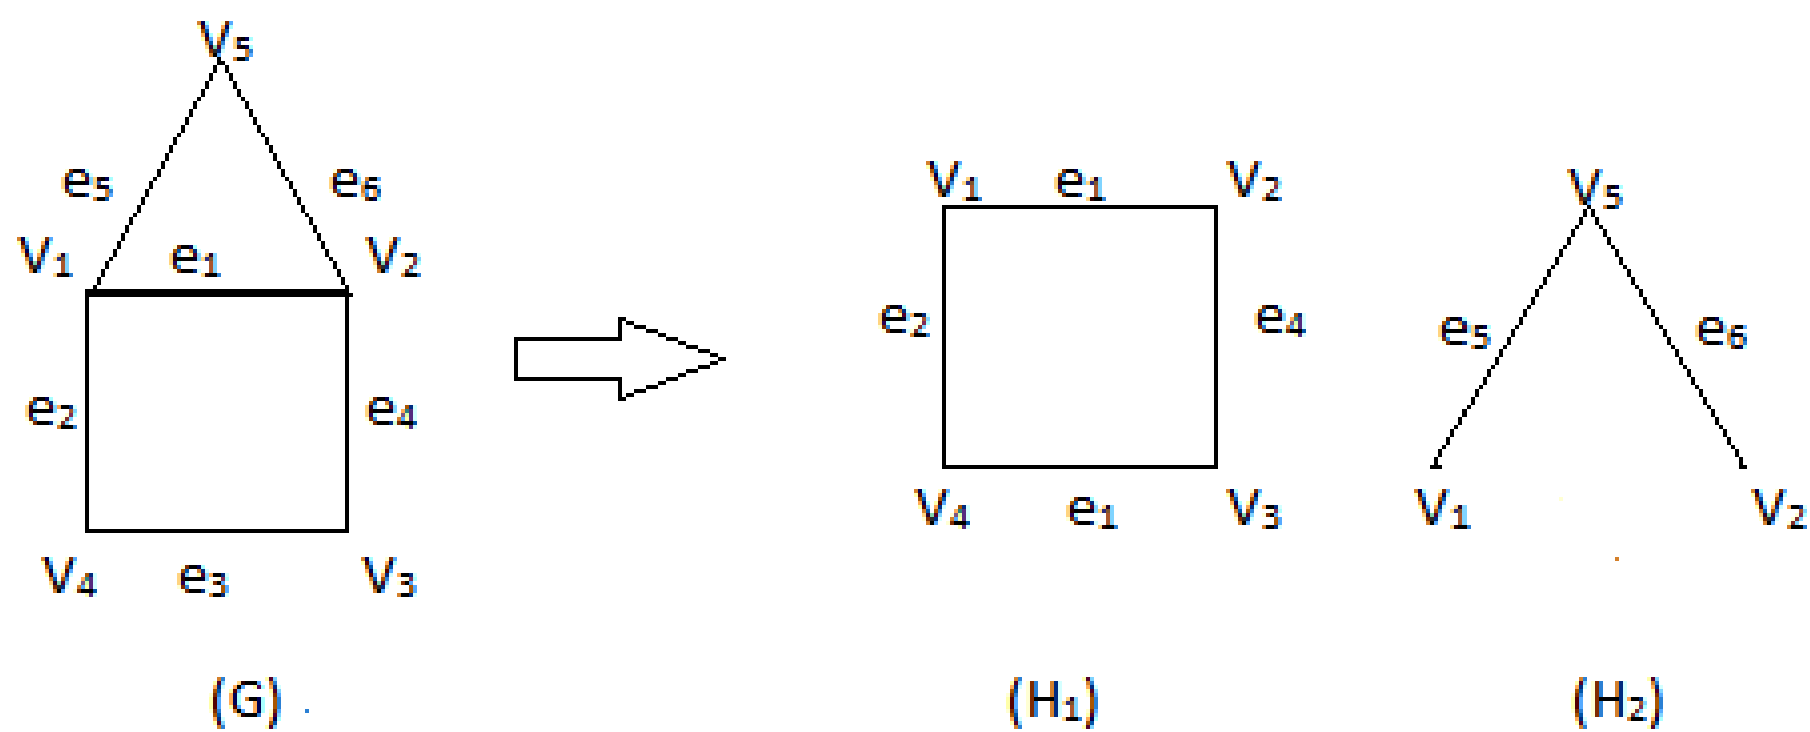 V₅
e₅ e₆
V₁ e₁ V₂
e₂ e₄
V₄ e₃ V₃
(G)
V₁ e₁ V₂
e₂ e₄
V₄ e₁ V₃
(H₁)
V₅
e₅ e₆
V₁ V₂
(H₂)